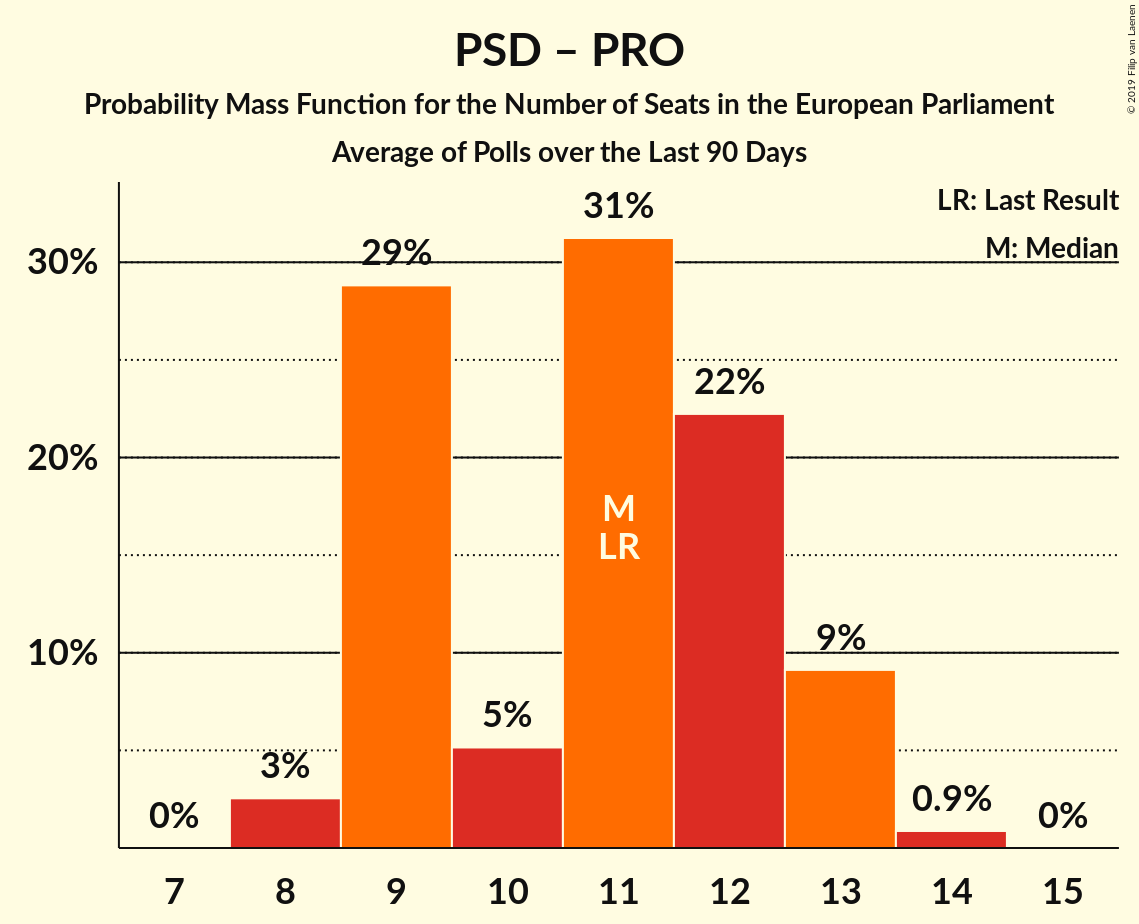 PSD – PRO
Probability Mass Function for the Number of Seats in the European Parliament
Average of Polls over the Last 90 Days
© 2019 Filip van Laenen
LR: Last Result
M: Median
30%
20%
10%
0%
3%
29%
5%
31%
22%
9%
0.9%
0%
M
LR
7 8 9 10 11 12 13 14 15